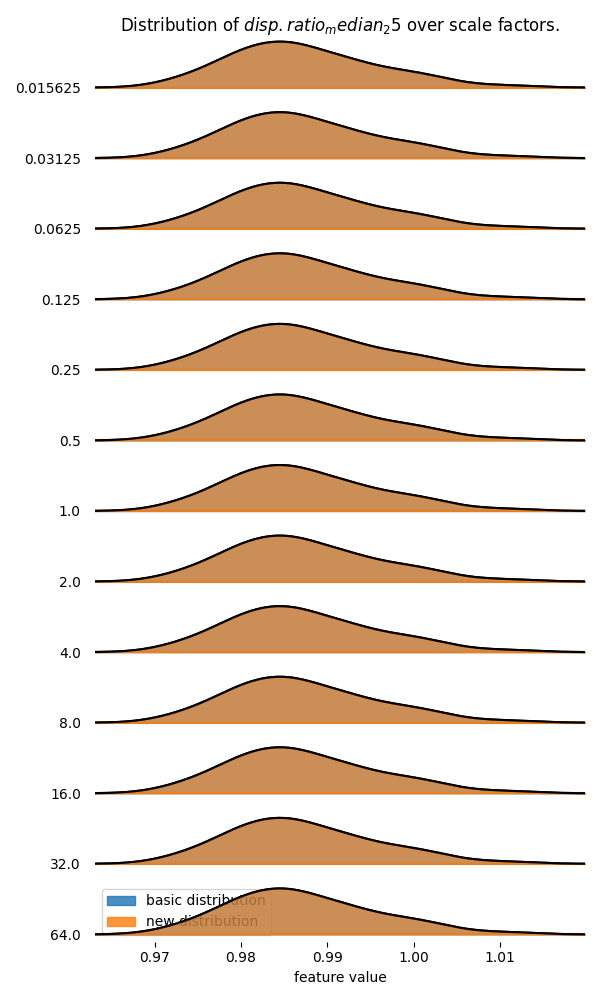 Distribution of disp.ratio_median_25 over scale factors.
0.015625
0.03125
0.0625
0.125
0.25
0.5
1.0
2.0
4.0
8.0
16.0
32.0
64.0
basic distribution
new distribution
0.97 0.98 0.99 1.00 1.01
feature value